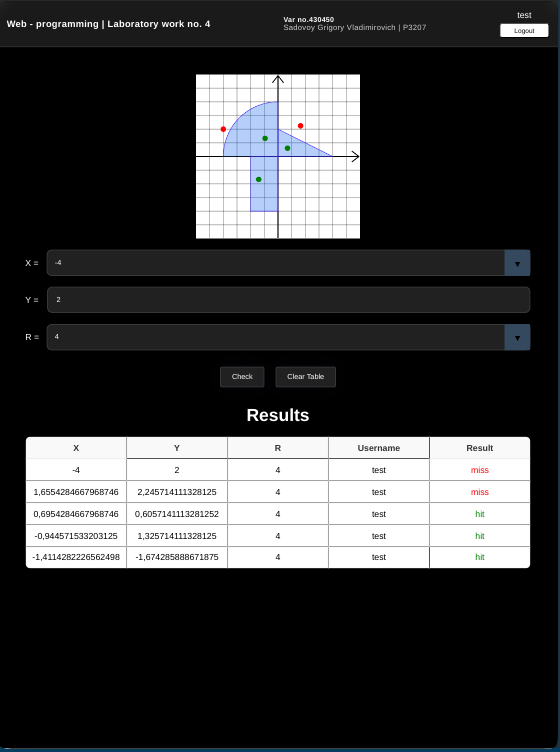 Web - programming | Laboratory work no. 4
Var no.430450
Sadovoy Grigory Vladimirovich | P3207
test
Logout
X =
-4
▼
Y =
2
R =
4
▼
Check
Clear Table
Results
X Y R Username Result
-4 2 4 test miss
1,6554284667968746 2,245714111328125 4 test miss
0,6954284667968746 0,6057141113281252 4 test hit
-0,944571533203125 1,325714111328125 4 test hit
-1,4114282226562498 -1,674285888671875 4 test hit